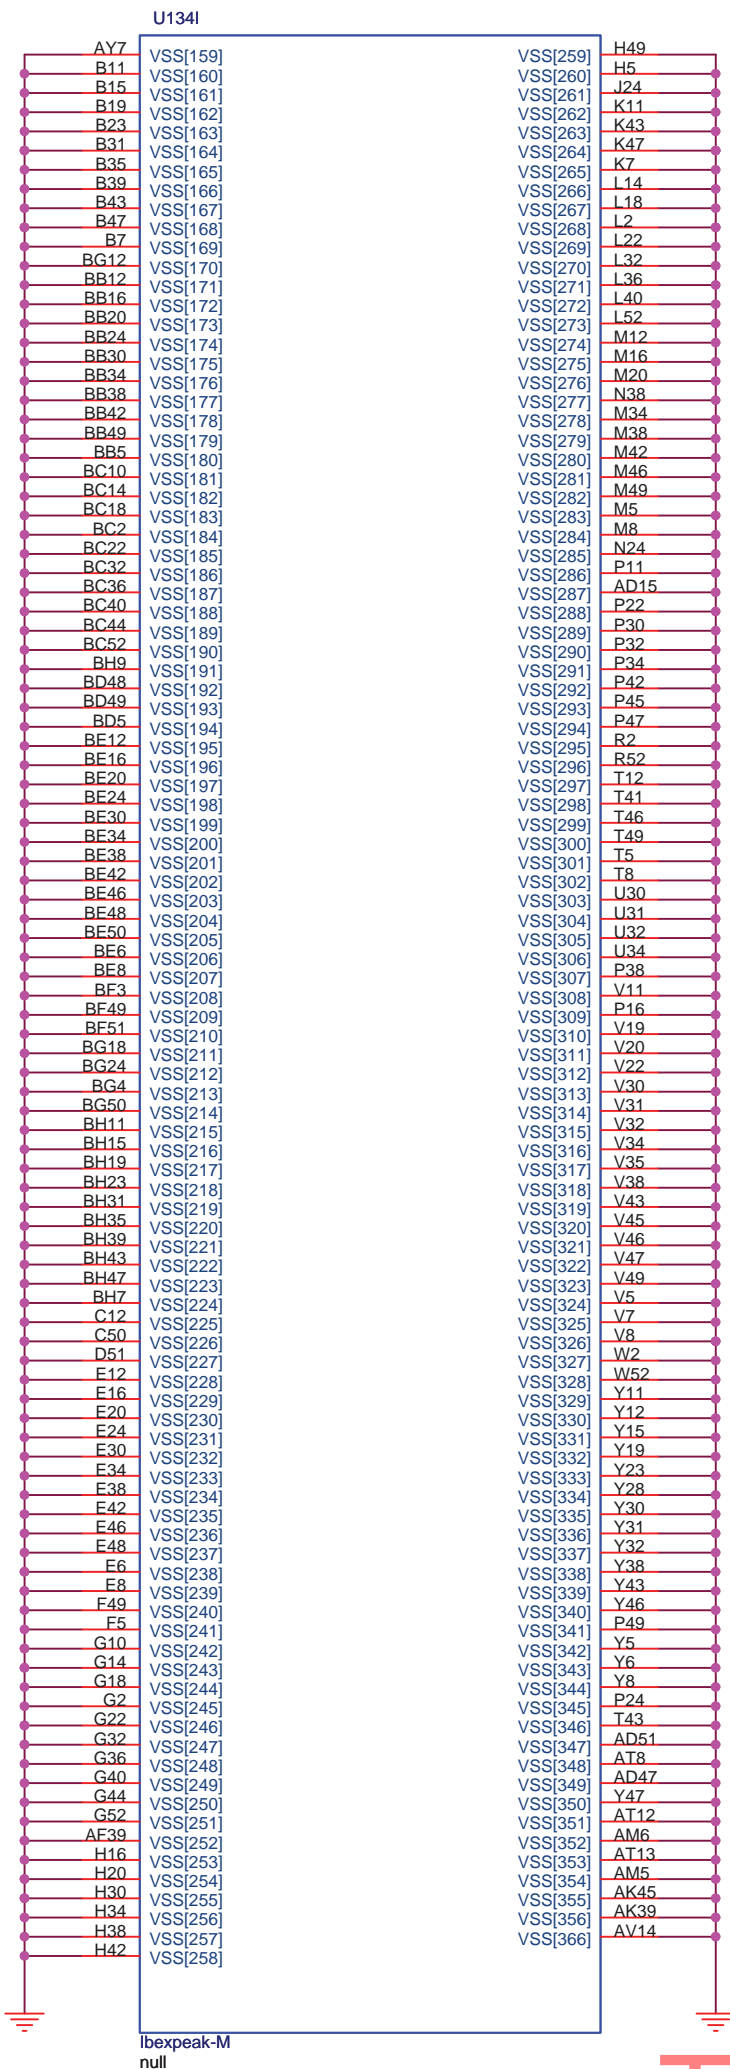 U134I
AY7 VSS[159] VSS[259] H49
B11 VSS[160] VSS[260] H5
B15 VSS[161] VSS[261] J24
B19 VSS[162] VSS[262] K11
B23 VSS[163] VSS[263] K43
B31 VSS[164] VSS[264] K47
B35 VSS[165] VSS[265] K7
B39 VSS[166] VSS[266] L14
B43 VSS[167] VSS[267] L18
B47 VSS[168] VSS[268] L2
B7 VSS[169] VSS[269] L22
BG12 VSS[170] VSS[270] L32
BB12 VSS[171] VSS[271] L36
BB16 VSS[172] VSS[272] L40
BB20 VSS[173] VSS[273] L52
BB24 VSS[174] VSS[274] M12
BB30 VSS[175] VSS[275] M16
BB34 VSS[176] VSS[276] M20
BB38 VSS[177] VSS[277] N38
BB42 VSS[178] VSS[278] M34
BB49 VSS[179] VSS[279] M38
BB5 VSS[180] VSS[280] M42
BC10 VSS[181] VSS[281] M46
BC14 VSS[182] VSS[282] M49
BC18 VSS[183] VSS[283] M5
BC2 VSS[184] VSS[284] M8
BC22 VSS[185] VSS[285] N24
BC32 VSS[186] VSS[286] P11
BC36 VSS[187] VSS[287] AD15
BC40 VSS[188] VSS[288] P22
BC44 VSS[189] VSS[289] P30
BC52 VSS[190] VSS[290] P32
BH9 VSS[191] VSS[291] P34
BD48 VSS[192] VSS[292] P42
BD49 VSS[193] VSS[293] P45
BD5 VSS[194] VSS[294] P47
BE12 VSS[195] VSS[295] R2
BE16 VSS[196] VSS[296] R52
BE20 VSS[197] VSS[297] T12
BE24 VSS[198] VSS[298] T41
BE30 VSS[199] VSS[299] T46
BE34 VSS[200] VSS[300] T49
BE38 VSS[201] VSS[301] T5
BE42 VSS[202] VSS[302] T8
BE46 VSS[203] VSS[303] U30
BE48 VSS[204] VSS[304] U31
BE50 VSS[205] VSS[305] U32
BE6 VSS[206] VSS[306] U34
BE8 VSS[207] VSS[307] P38
BF3 VSS[208] VSS[308] V11
BF49 VSS[209] VSS[309] P16
BF51 VSS[210] VSS[310] V19
BG18 VSS[211] VSS[311] V20
BG24 VSS[212] VSS[312] V22
BG4 VSS[213] VSS[313] V30
BG50 VSS[214] VSS[314] V31
BH11 VSS[215] VSS[315] V32
BH15 VSS[216] VSS[316] V34
BH19 VSS[217] VSS[317] V35
BH23 VSS[218] VSS[318] V38
BH31 VSS[219] VSS[319] V43
BH35 VSS[220] VSS[320] V45
BH39 VSS[221] VSS[321] V46
BH43 VSS[222] VSS[322] V47
BH47 VSS[223] VSS[323] V49
BH7 VSS[224] VSS[324] V5
C12 VSS[225] VSS[325] V7
C50 VSS[226] VSS[326] V8
D51 VSS[227] VSS[327] W2
E12 VSS[228] VSS[328] W52
E16 VSS[229] VSS[329] Y11
E20 VSS[230] VSS[330] Y12
E24 VSS[231] VSS[331] Y15
E30 VSS[232] VSS[332] Y19
E34 VSS[233] VSS[333] Y23
E38 VSS[234] VSS[334] Y28
E42 VSS[235] VSS[335] Y30
E46 VSS[236] VSS[336] Y31
E48 VSS[237] VSS[337] Y32
E6 VSS[238] VSS[338] Y38
E8 VSS[239] VSS[339] Y43
F49 VSS[240] VSS[340] Y46
F5 VSS[241] VSS[341] P49
G10 VSS[242] VSS[342] Y5
G14 VSS[243] VSS[343] Y6
G18 VSS[244] VSS[344] Y8
G2 VSS[245] VSS[345] P24
G22 VSS[246] VSS[346] T43
G32 VSS[247] VSS[347] AD51
G36 VSS[248] VSS[348] AT8
G40 VSS[249] VSS[349] AD47
G44 VSS[250] VSS[350] Y47
G52 VSS[251] VSS[351] AT12
AF39 VSS[252] VSS[352] AM6
H16 VSS[253] VSS[353] AT13
H20 VSS[254] VSS[354] AM5
H30 VSS[255] VSS[355] AK45
H34 VSS[256] VSS[356] AK39
H38 VSS[257] VSS[366] AV14
H42 VSS[258]
Ibexpeak-M
null